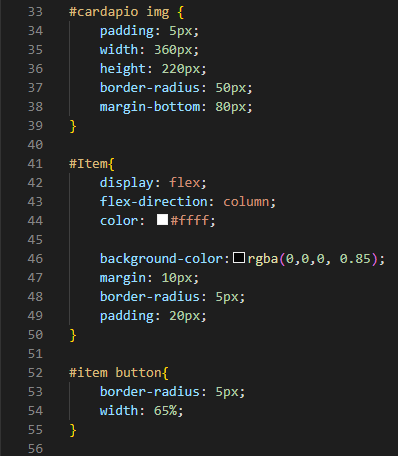 33 #cardapio img {
34     padding: 5px;
35     width: 360px;
36     height: 220px;
37     border-radius: 50px;
38     margin-bottom: 80px;
39 }
40
41 #Item{
42     display: flex;
43     flex-direction: column;
44     color: #ffff;
45
46     background-color:rgba(0,0,0, 0.85);
47     margin: 10px;
48     border-radius: 5px;
49     padding: 20px;
50 }
51
52 #item button{
53     border-radius: 5px;
54     width: 65%;
55 }
56